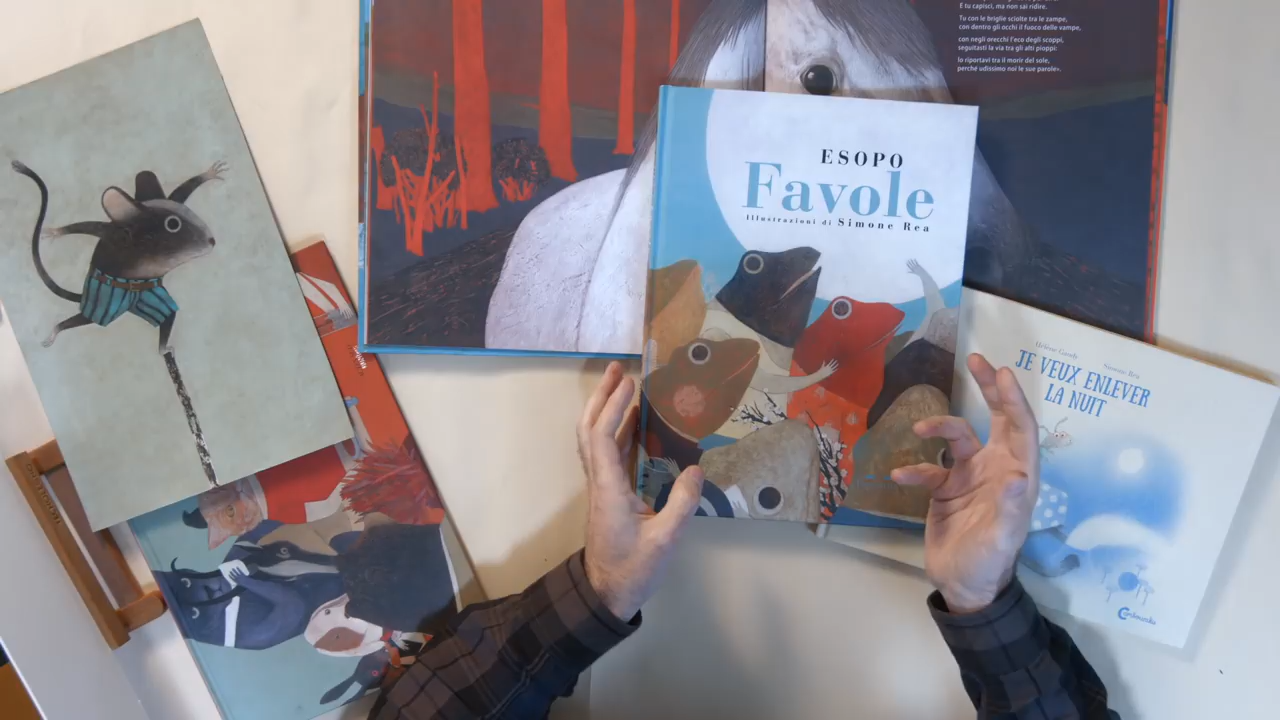 E tu capisci, ma non sai ridire.
Tu con le briglie sciolte tra le zampe,
con dentro gli occhi il fuoco delle vampe,
con negli orecchi l'eco degli scoppi,
seguitasti la via tra gli alti pioppi:
lo riportavi tra il morir del sole,
perché udissimo noi le sue parole».
ESOPO
Favole
Illustrazioni di Simone Rea
Simone Rea
JE VEUX ENLEVER
LA NUIT